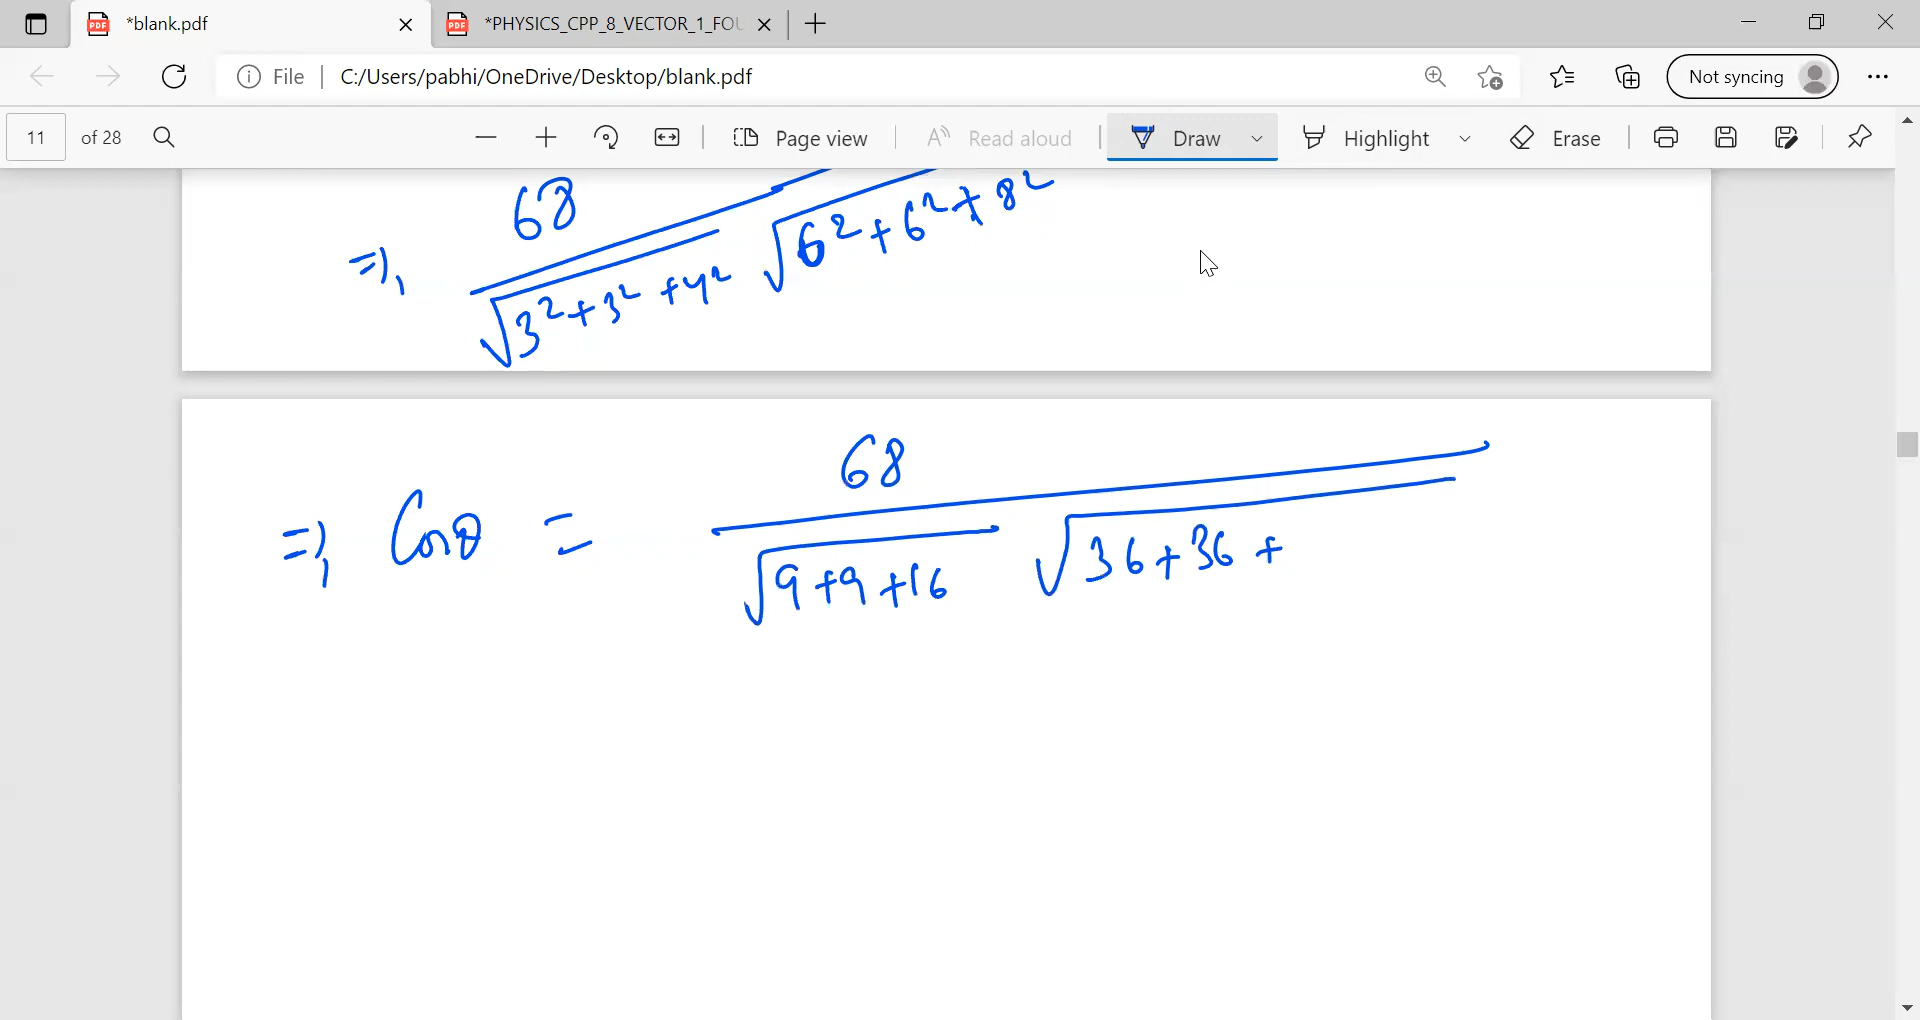 *blank.pdf
*PHYSICS_CPP_8_VECTOR_1_FOU
File | C:/Users/pabhi/OneDrive/Desktop/blank.pdf
Not syncing
11 of 28
Page view
Read aloud
Draw
Highlight
Erase
68
⇒, √3²+3²+4² √6²+6²+8²
68
⇒, Cosθ =
√9+9+16 √36+36+